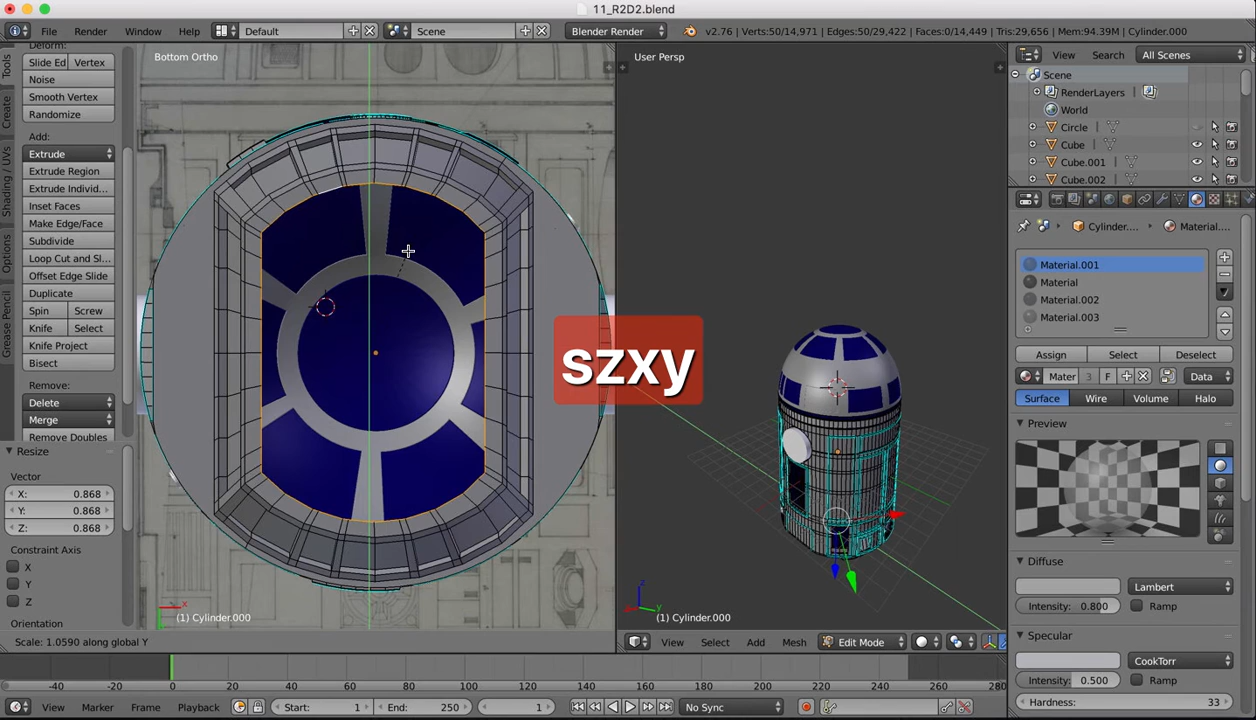 11_R2D2.blend
File Render Window Help Default Scene Blender Render v2.76 | Verts:50/14,971 | Edges:50/29,422 | Faces:0/14,449 | Tris:29,656 | Mem:94.39M | Cylinder.000
Tools
Create
Shading / UVs
Options
Grease Pencil
Deform:
Slide Ed Vertex
Noise
Smooth Vertex
Randomize
Add:
Extrude
Extrude Region
Extrude Individ...
Inset Faces
Make Edge/Face
Subdivide
Loop Cut and Sl...
Offset Edge Slide
Duplicate
Spin Screw
Knife Select
Knife Project
Bisect
Remove:
Delete
Merge
Remove Doubles
Resize
Vector
X: 0.868
Y: 0.868
Z: 0.868
Constraint Axis
X
Y
Z
Orientation
Bottom Ortho
(1) Cylinder.000
Scale: 1.0590 along global Y
szxy
User Persp
(1) Cylinder.000
View Select Add Mesh Edit Mode
View Search All Scenes
Scene
RenderLayers
World
Circle
Cube
Cube.001
Cube.002
Cylinder.... Material....
Material.001
Material
Material.002
Material.003
Assign Select Deselect
Mater 3 F Data
Surface Wire Volume Halo
Preview
Diffuse
Lambert
Intensity: 0.800 Ramp
Specular
CookTorr
Intensity: 0.500 Ramp
Hardness: 33
-40 -20 0 20 40 60 80 100 120 140 160 180 200 220 240 260 280
View Marker Frame Playback Start: 1 End: 250 1 No Sync